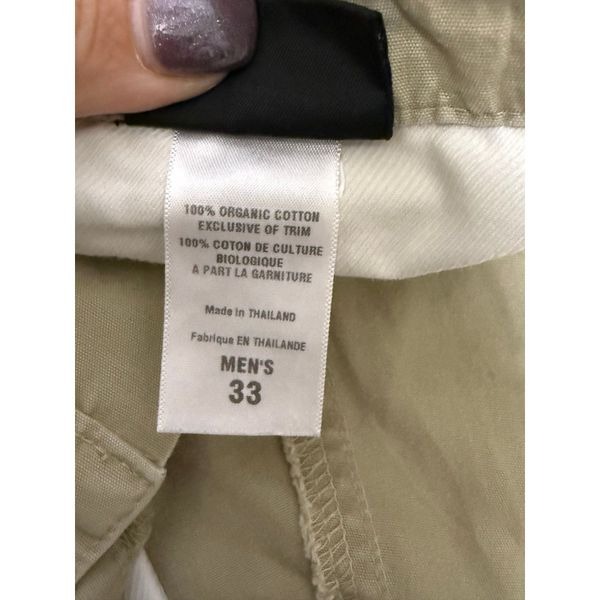 100% ORGANIC COTTON
EXCLUSIVE OF TRIM
100% COTON DE CULTURE
BIOLOGIQUE
A PART LA GARNITURE
Made in THAILAND
Fabrique EN THAILANDE
MEN'S
33